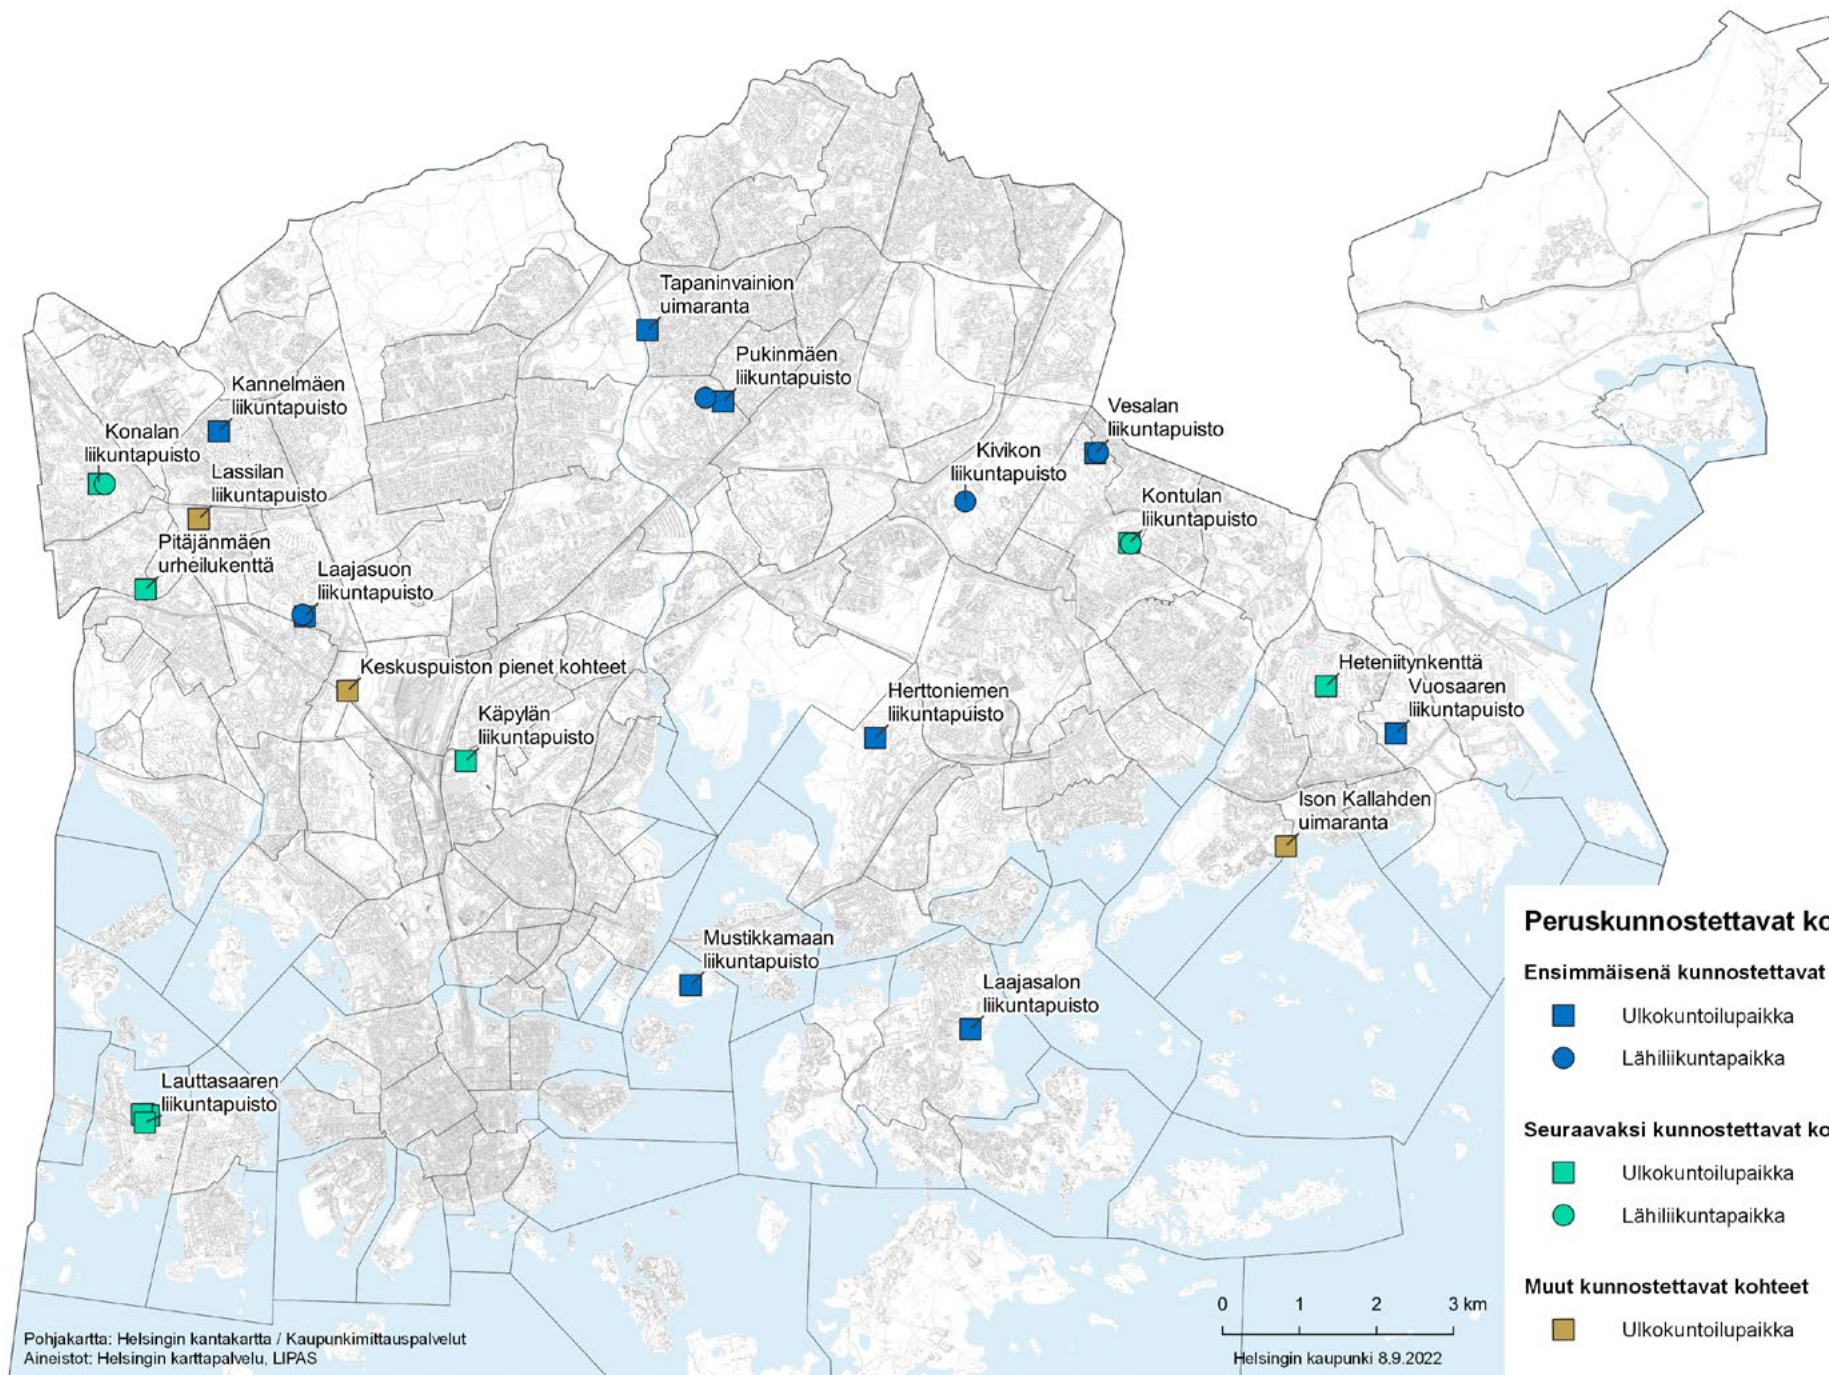 Tapaninvainion
uimaranta
Pukinmäen
liikuntapuisto
Kannelmäen
liikuntapuisto
Konalan
liikuntapuisto
Lassilan
liikuntapuisto
Pitäjänmäen
urheilukenttä
Laajasuon
liikuntapuisto
Vesalan
liikuntapuisto
Kivikon
liikuntapuisto
Kontulan
liikuntapuisto
Keskuspuiston pienet kohteet
Käpylän
liikuntapuisto
Herttoniemen
liikuntapuisto
Heteniitynkenttä
Vuosaaren
liikuntapuisto
Ison Kallahden
uimaranta
Mustikkamaan
liikuntapuisto
Laajasalon
liikuntapuisto
Lauttasaaren
liikuntapuisto
Peruskunnostettavat ko
Ensimmäisenä kunnostettavat
Ulkokuntoilupaikka
Lähiliikuntapaikka
Seuraavaksi kunnostettavat ko
Ulkokuntoilupaikka
Lähiliikuntapaikka
Muut kunnostettavat kohteet
Ulkokuntoilupaikka
0 1 2 3 km
Helsingin kaupunki 8.9.2022
Pohjakartta: Helsingin kantakartta / Kaupunkimittauspalvelut
Aineistot: Helsingin karttapalvelu, LIPAS